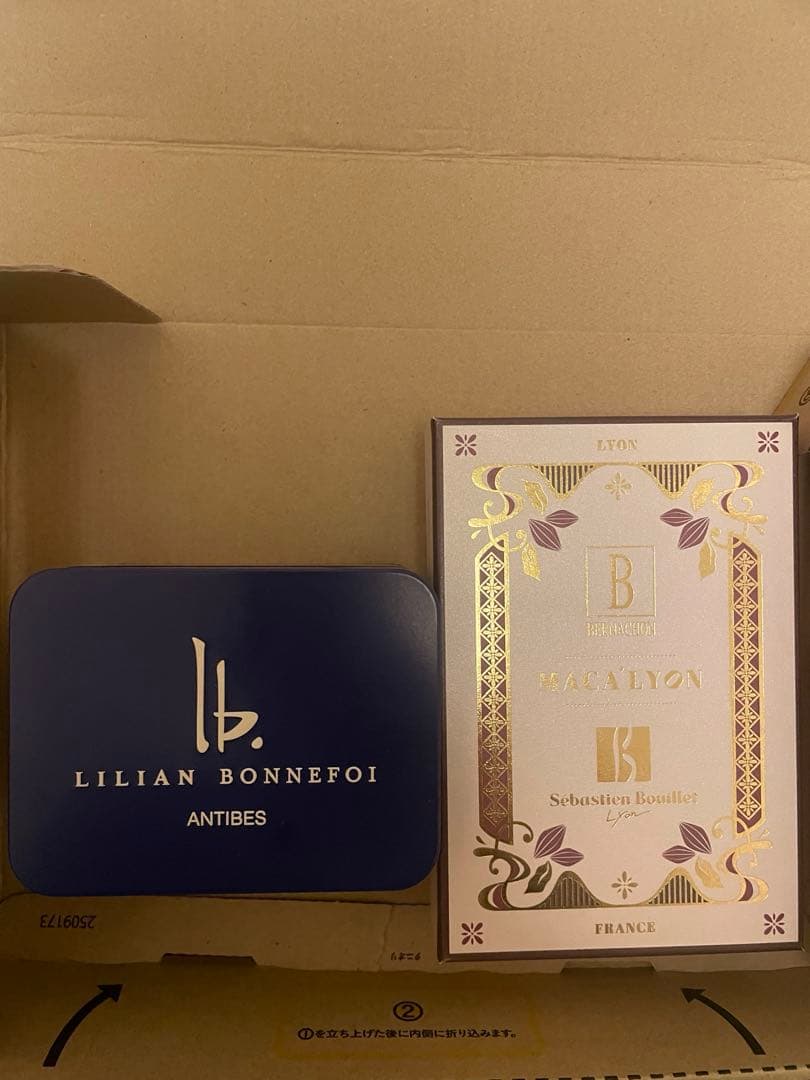 lb.
LILIAN BONNEFOI
ANTIBES
LYON
B
BERNACHON
MACA'LYON
B
Sébastien Bouillet
Lyon
FRANCE
2509173
②
①を立ち上げた後に内側に折り込みます。